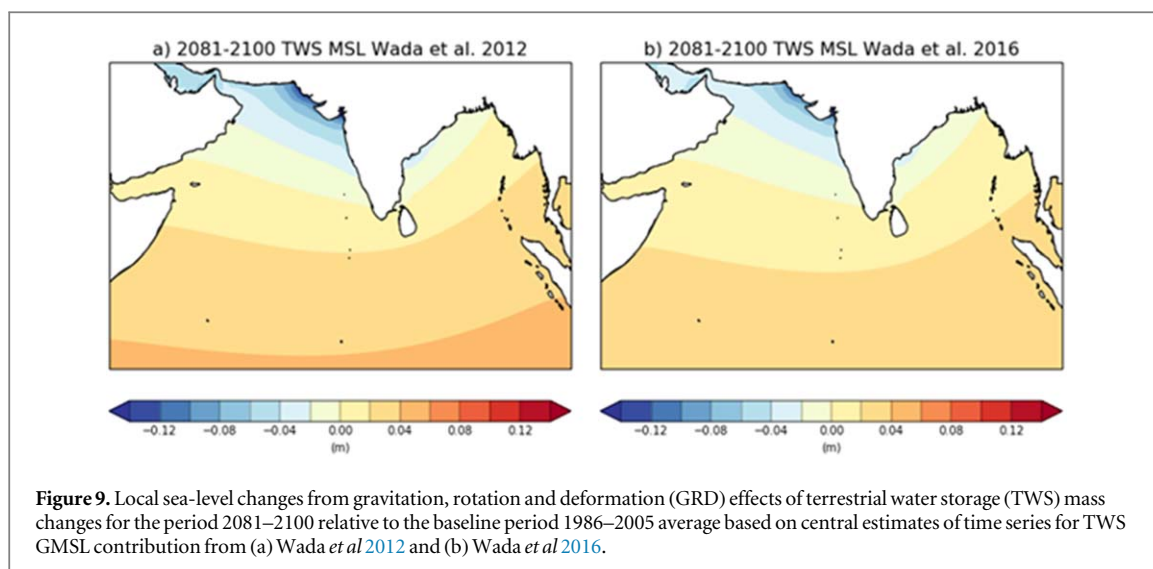 a) 2081-2100 TWS MSL Wada et al. 2012
b) 2081-2100 TWS MSL Wada et al. 2016
−0.12 −0.08 −0.04 0.00 0.04 0.08 0.12
(m)
−0.12 −0.08 −0.04 0.00 0.04 0.08 0.12
(m)
Figure 9. Local sea-level changes from gravitation, rotation and deformation (GRD) effects of terrestrial water storage (TWS) mass
changes for the period 2081–2100 relative to the baseline period 1986–2005 average based on central estimates of time series for TWS
GMSL contribution from (a) Wada et al 2012 and (b) Wada et al 2016.